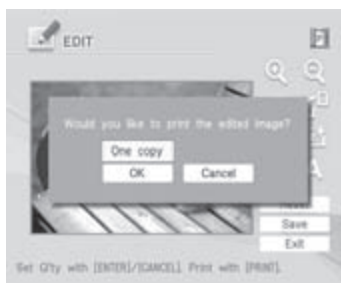 EDIT
P
Would you like to print the edited image?
One copy
OK
Cancel
A
Save
Exit
Set Q'ty with [ENTER]/[CANCEL]. Print with [PRINT].